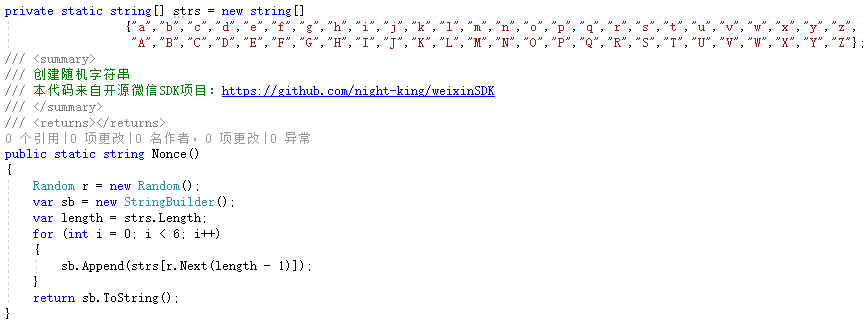 private static string[] strs = new string[]
{"a","b","c","d","e","f","g","h","i","j","k","l","m","n","o","p","q","r","s","t","u","v","w","x","y","z",
"A","B","C","D","E","F","G","H","I","J","K","L","M","N","O","P","Q","R","S","T","U","V","W","X","Y","Z"};
/// <summary>
/// 创建随机字符串
/// 本代码来自开源微信SDK项目：https://github.com/night-king/weixinSDK
/// </summary>
/// <returns></returns>
0 个引用|0 项更改|0 名作者，0 项更改|0 异常
public static string Nonce()
{
Random r = new Random();
var sb = new StringBuilder();
var length = strs.Length;
for (int i = 0; i < 6; i++)
{
sb.Append(strs[r.Next(length - 1)]);
}
return sb.ToString();
}